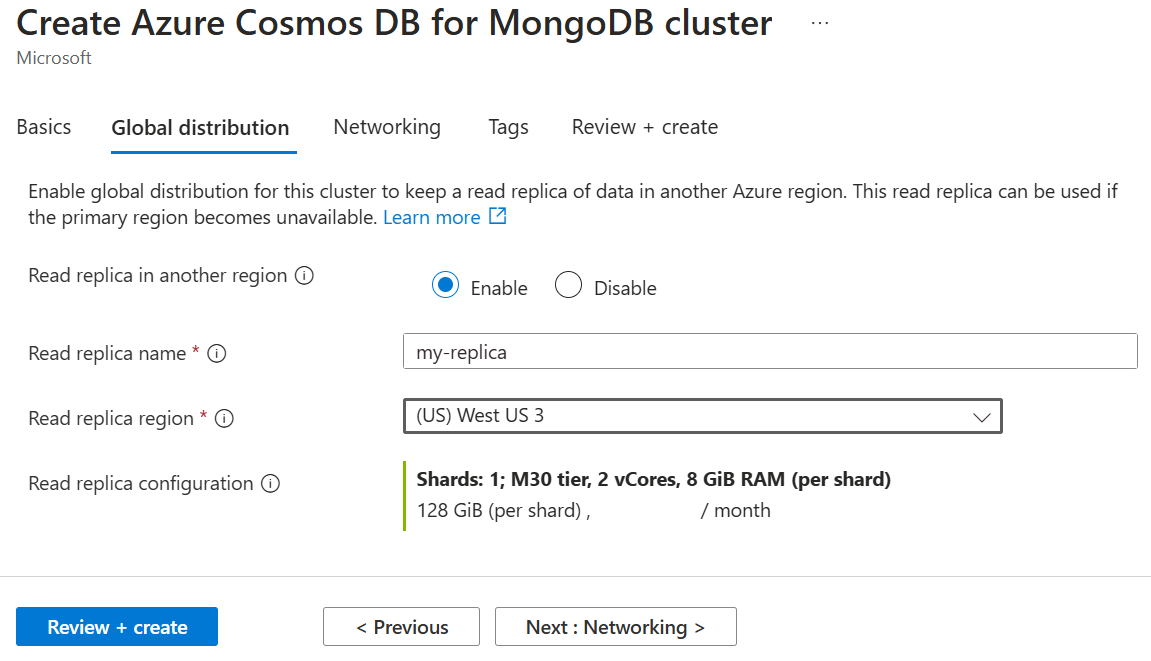 Create Azure Cosmos DB for MongoDB cluster ...
Microsoft
Basics Global distribution Networking Tags Review + create
Enable global distribution for this cluster to keep a read replica of data in another Azure region. This read replica can be used if
the primary region becomes unavailable. Learn more
Read replica in another region
Enable Disable
Read replica name *
my-replica
Read replica region *
(US) West US 3
Read replica configuration
Shards: 1; M30 tier, 2 vCores, 8 GiB RAM (per shard)
128 GiB (per shard) , / month
Review + create < Previous Next : Networking >